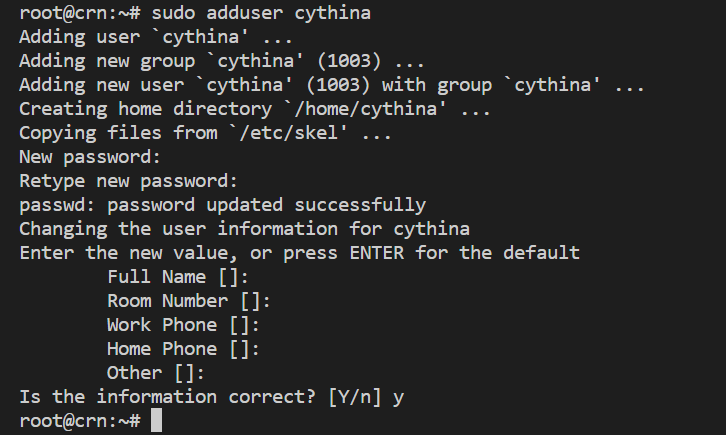 root@crn:~# sudo adduser cythina
Adding user `cythina' ...
Adding new group `cythina' (1003) ...
Adding new user `cythina' (1003) with group `cythina' ...
Creating home directory `/home/cythina' ...
Copying files from `/etc/skel' ...
New password:
Retype new password:
passwd: password updated successfully
Changing the user information for cythina
Enter the new value, or press ENTER for the default
        Full Name []:
        Room Number []:
        Work Phone []:
        Home Phone []:
        Other []:
Is the information correct? [Y/n] y
root@crn:~#